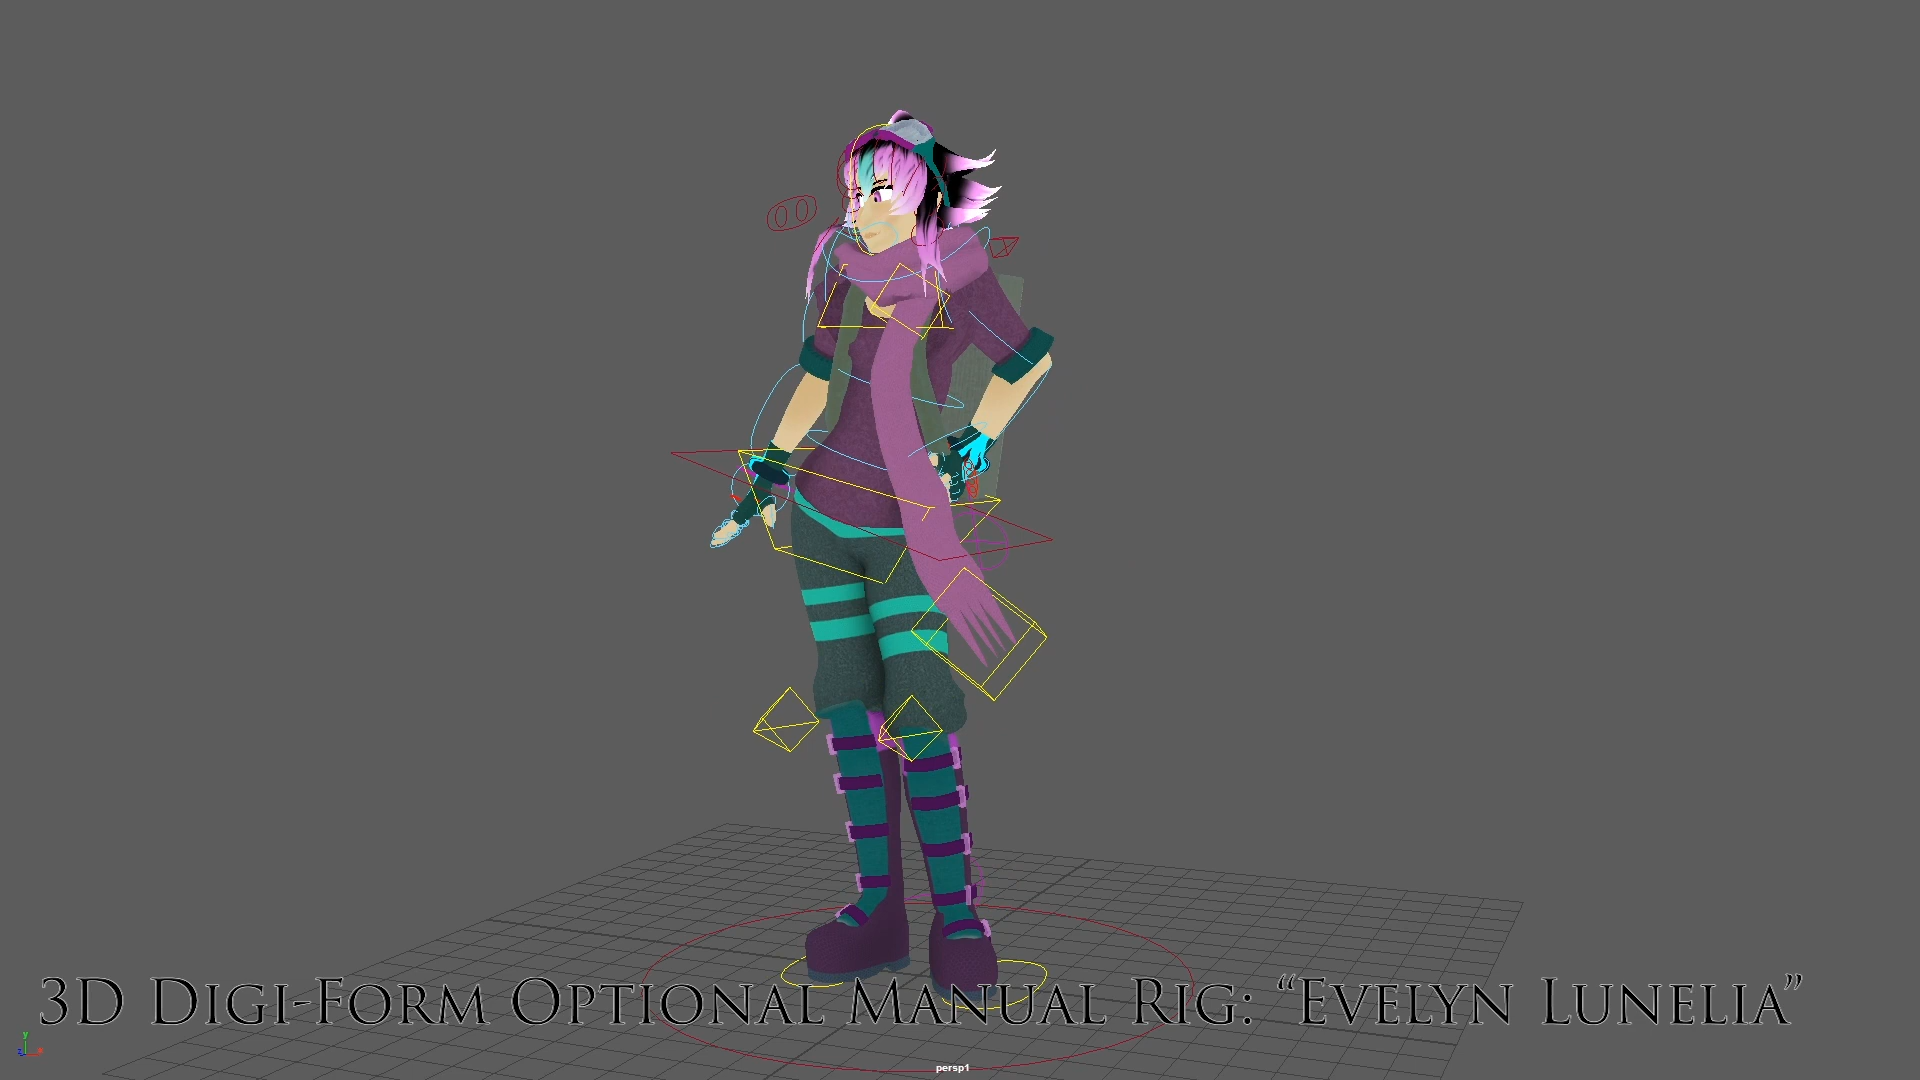 3D Digi-Form Optional Manual Rig: “Evelyn Lunelia”
y
x
z
persp1